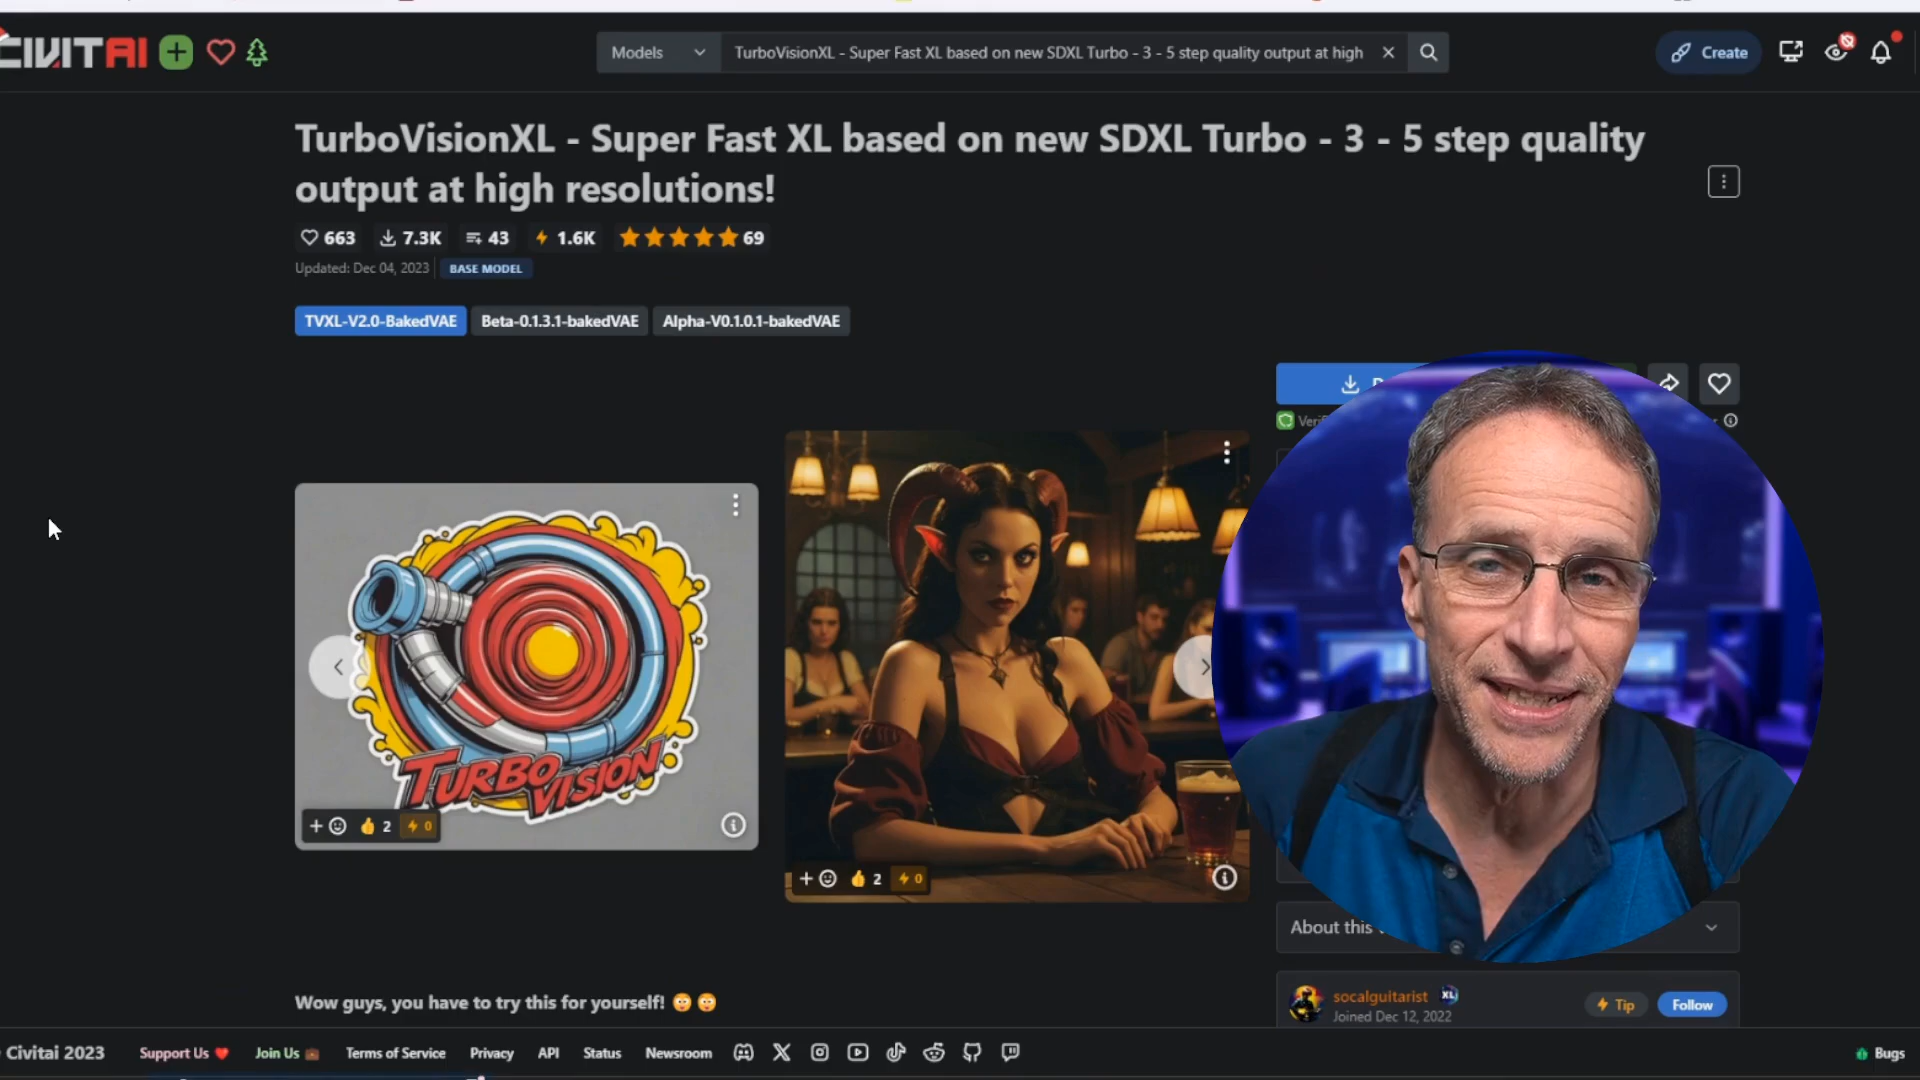 CIVITAI
Models
TurboVisionXL - Super Fast XL based on new SDXL Turbo - 3 - 5 step quality output at high
Create
TurboVisionXL - Super Fast XL based on new SDXL Turbo - 3 - 5 step quality
output at high resolutions!
663
7.3K
43
1.6K
69
Updated: Dec 04, 2023
BASE MODEL
TVXL-V2.0-BakedVAE
Beta-0.1.3.1-bakedVAE
Alpha-V0.1.0.1-bakedVAE
TURBO
VISION
2
0
2
0
About this
socalguitarist
XL
Joined Dec 12, 2022
Tip
Follow
Wow guys, you have to try this for yourself! 😳 😳
Civitai 2023
Support Us
Join Us
Terms of Service
Privacy
API
Status
Newsroom
Bugs